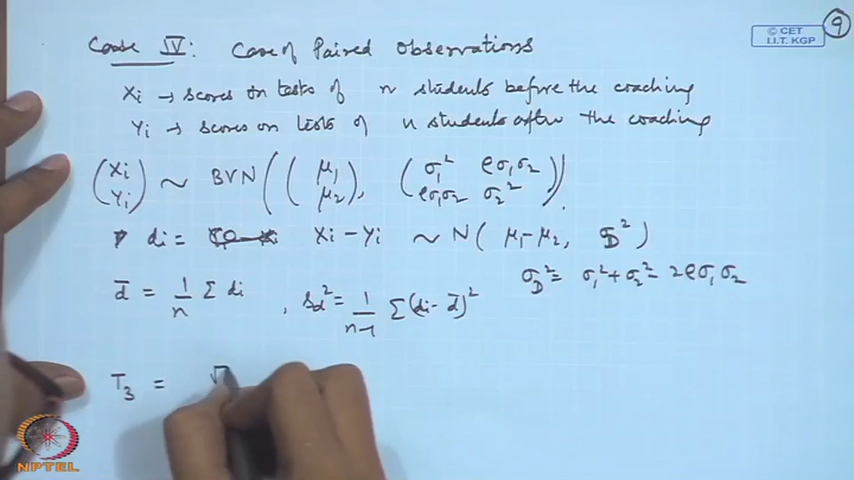 9
© CET
I.I.T. KGP
Case IV: Case of Paired Observations
Xi → scores on tests of n students before the coaching
Yi → scores on tests of n students after the coaching
(Xi Yi) ~ BVN((μ1 μ2), (σ1² ρσ1σ2 ρσ1σ2 σ2²)).
di = Xi - Yi ~ N(μ1-μ2, σD²)
σD² = σ1²+σ2²= 2ρσ1σ2
d̄ = 1/n Σ di , sd² = 1/n-1 Σ(di - d̄)²
T3 = √
NPTEL